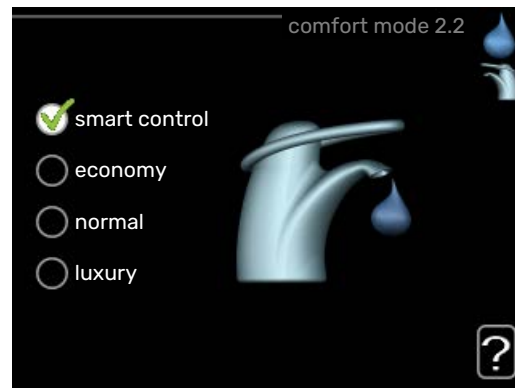 comfort mode 2.2
smart control
economy
normal
luxury
?